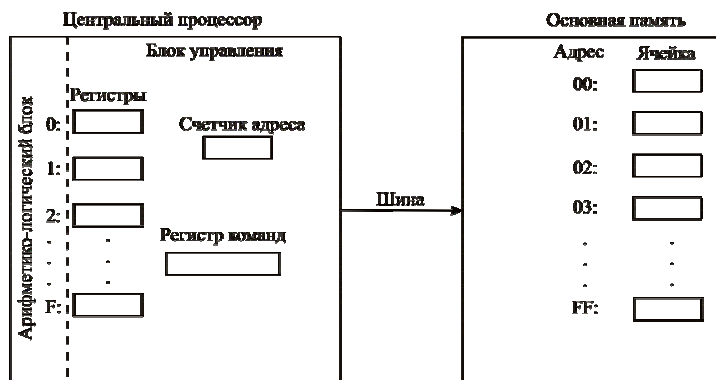 Центральный процессор
Основная память
Блок управления
Адрес Ячейка
Регистры
00:
0:
Счетчик адреса
01:
1:
02:
Шина
2:
03:
Регистр команд
F:
FF:
Арифметико-логический блок